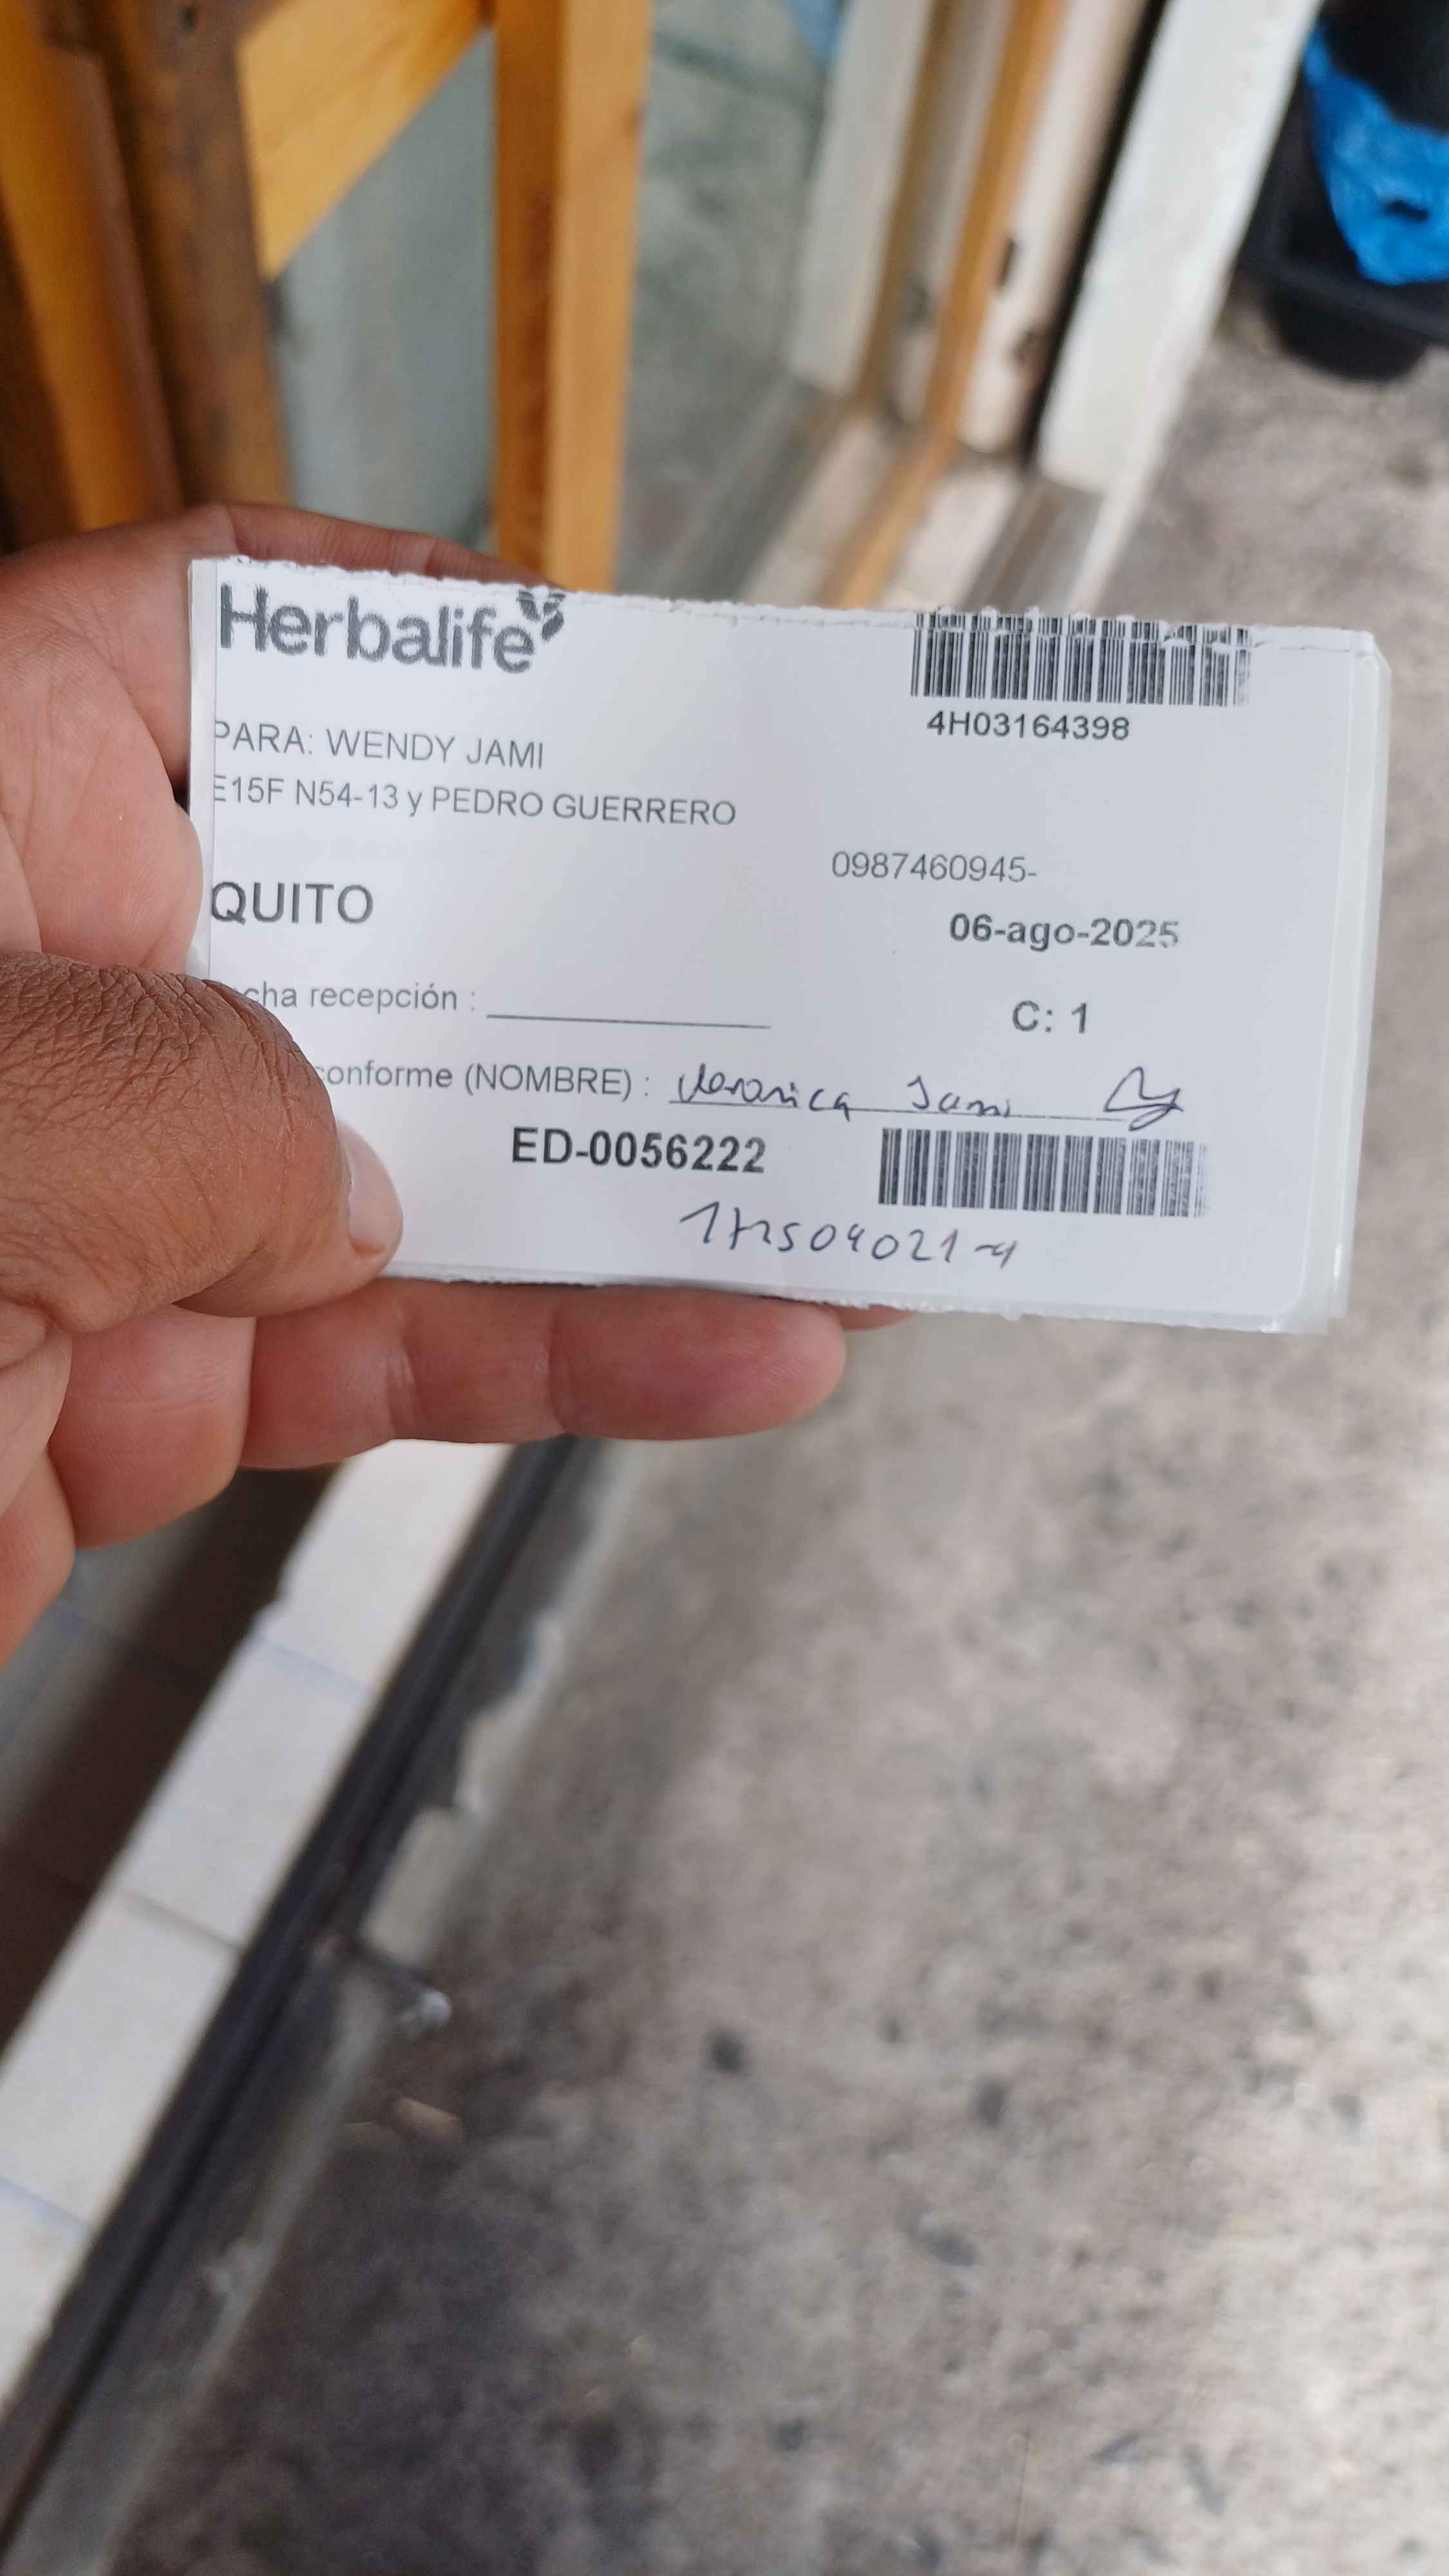 Herbalife
4H03164398
PARA: WENDY JAMI
E15F N54-13 y PEDRO GUERRERO
0987460945-
QUITO
06-ago-2025
cha recepción :
C: 1
conforme (NOMBRE) : Veronica Jami
ED-0056222